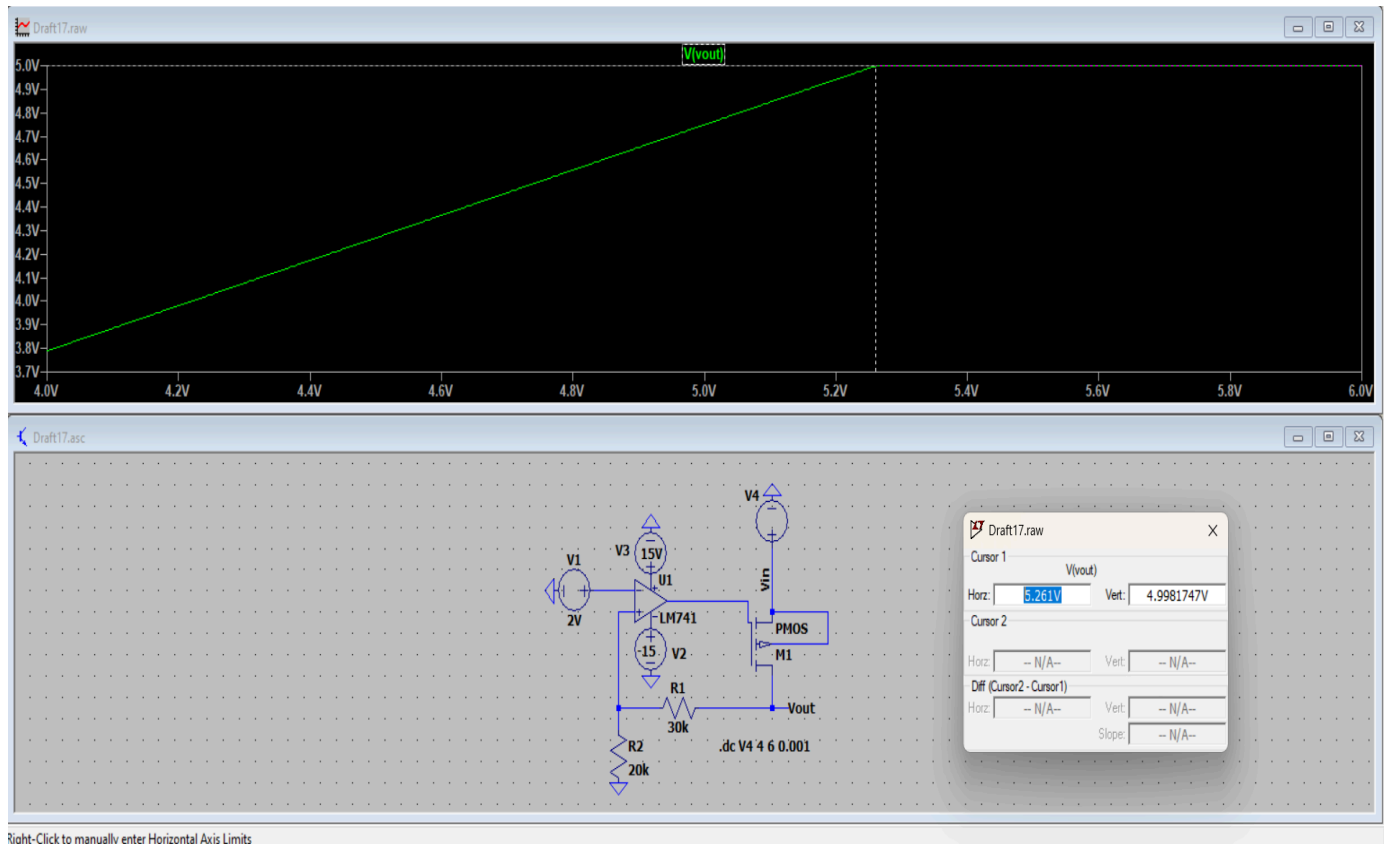 Draft17.raw
V(vout)
5.0V
4.9V
4.8V
4.7V
4.6V
4.5V
4.4V
4.3V
4.2V
4.1V
4.0V
3.9V
3.8V
3.7V
4.0V 4.2V 4.4V 4.6V 4.8V 5.0V 5.2V 5.4V 5.6V 5.8V 6.0V
Draft17.asc
V4
V3 15V
V1
U1
Vin
2V
LM741
PMOS
-15 V2
M1
R1
Vout
30k
R2
.dc V4 4 6 0.001
20k
Draft17.raw
Cursor 1
V(vout)
Horz: 5.261V Vert: 4.9981747V
Cursor 2
Horz: -- N/A-- Vert: -- N/A--
Diff (Cursor2 - Cursor1)
Horz: -- N/A-- Vert: -- N/A--
Slope: -- N/A--
Right-Click to manually enter Horizontal Axis Limits